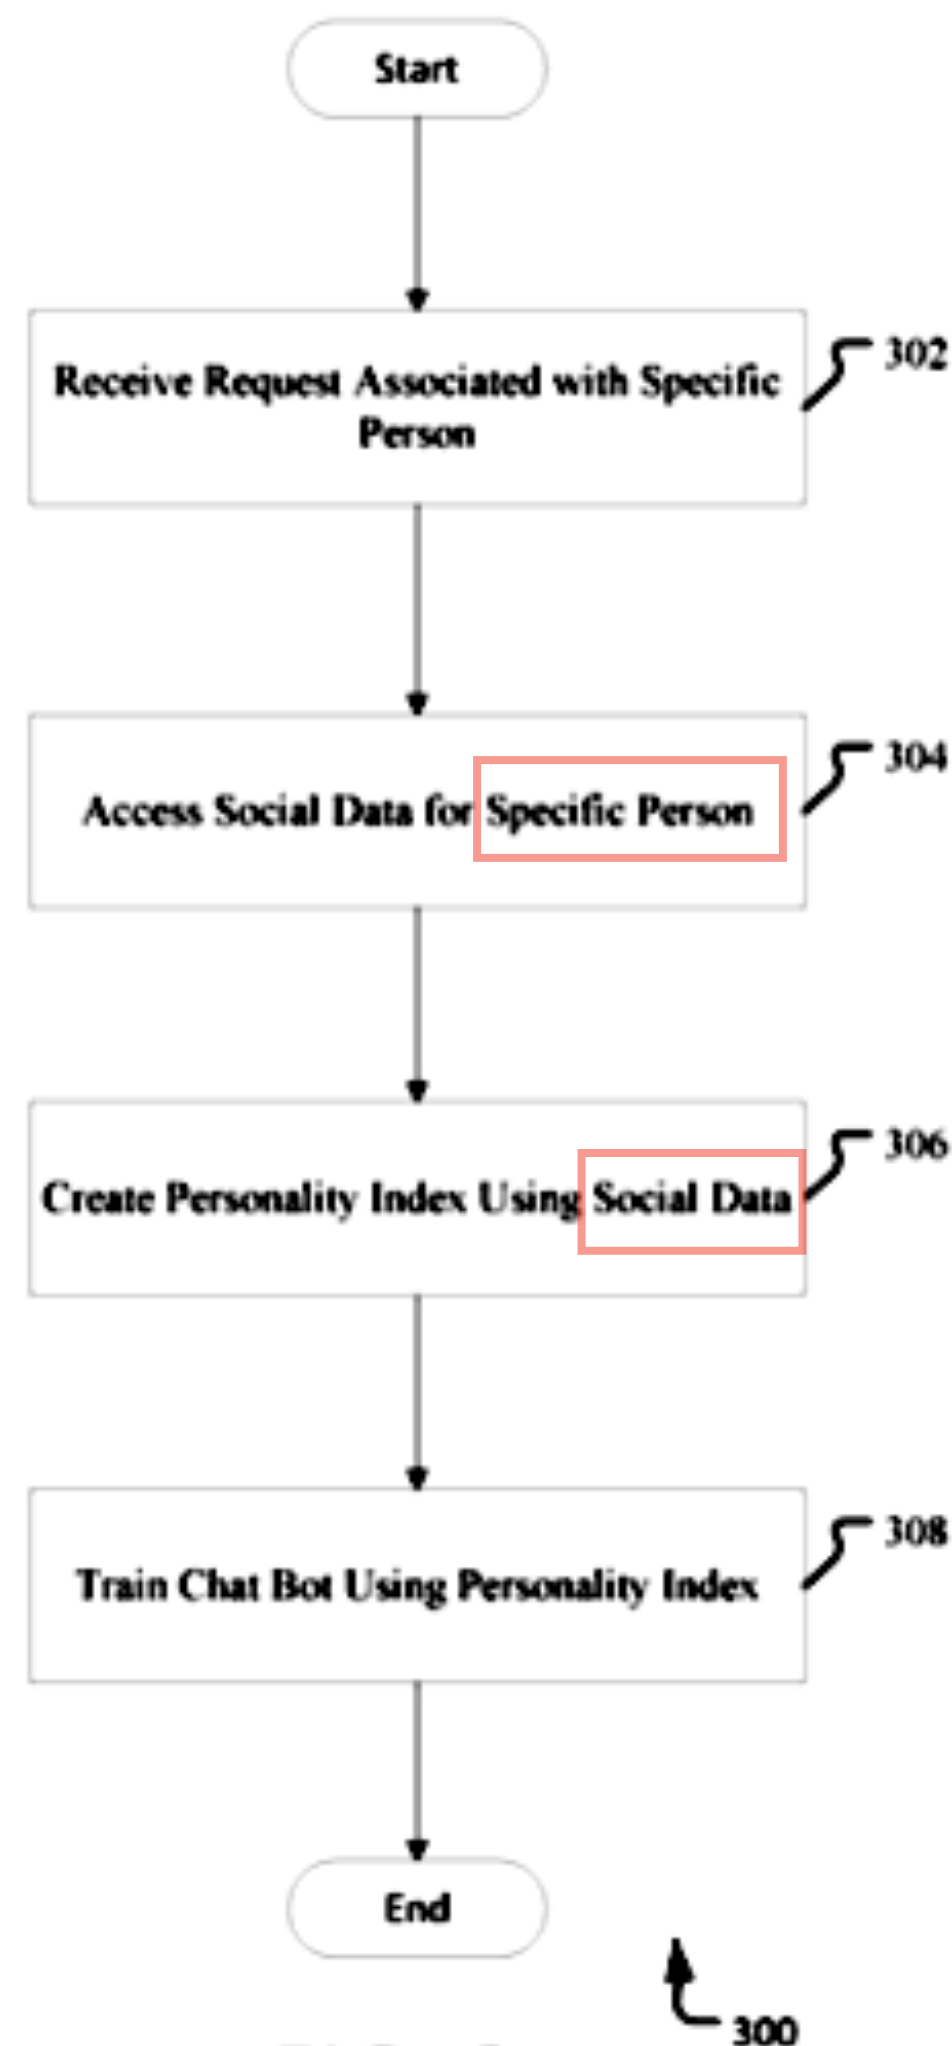 Start
302
Receive Request Associated with Specific
Person
304
Access Social Data for Specific Person
306
Create Personality Index Using Social Data
308
Train Chat Bot Using Personality Index
End
300